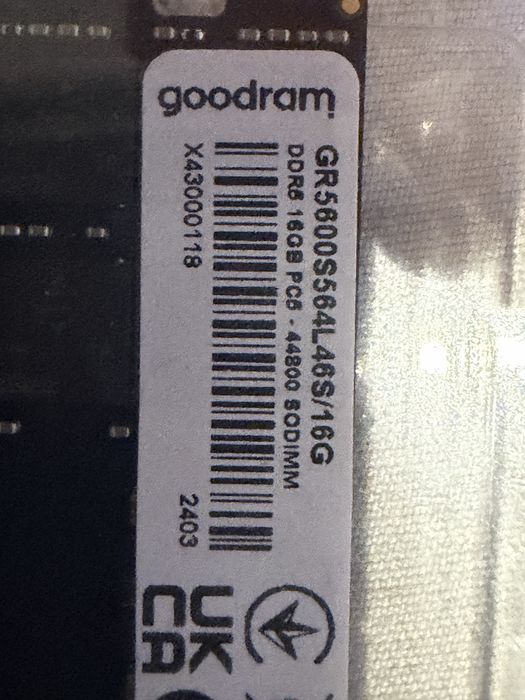 goodram
GR5600S564L46S/16G
DDR5 16GB PC5 - 44800 SODIMM
X43000118
2403
UK
CA